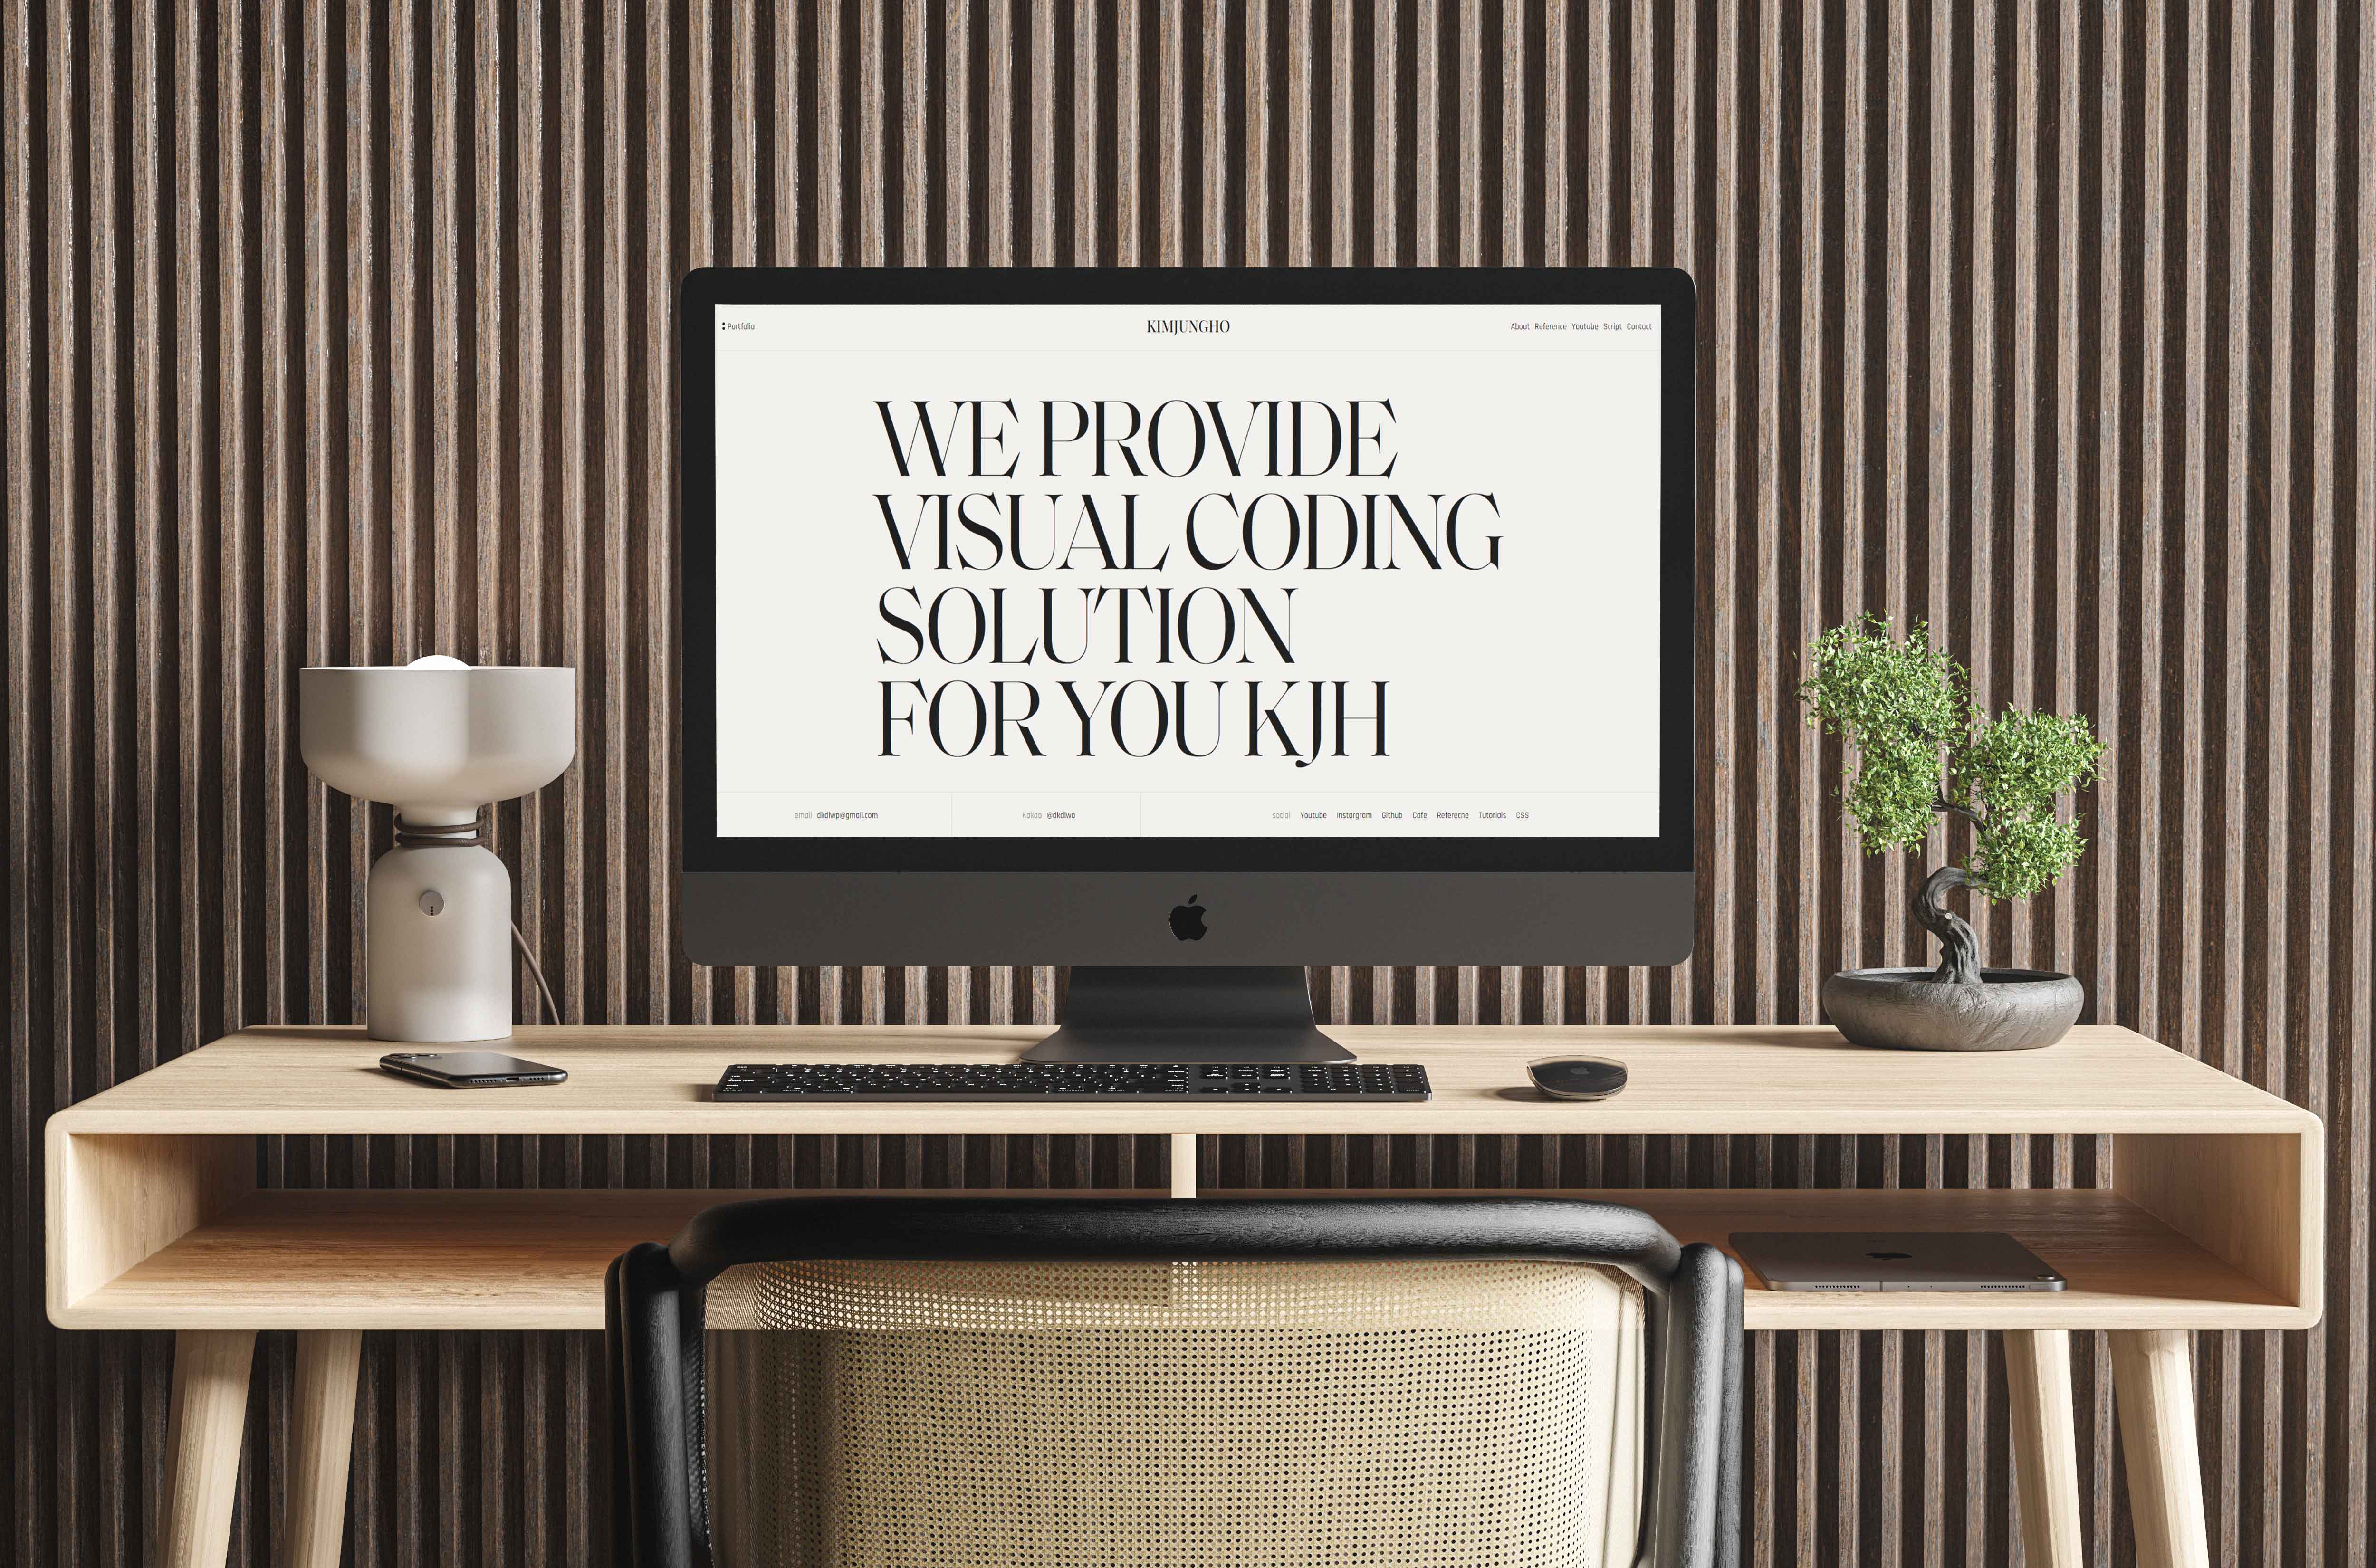 Portfolio
KIMJUNGHO
About Reference Youtube Script Contact
WE PROVIDE
VISUAL CODING
SOLUTION
FOR YOU KJH
email dkdlwp@gmail.com
Kakao @dkdlwo
social Youtube Instargram Github Cafe Referecne Tutorials CSS